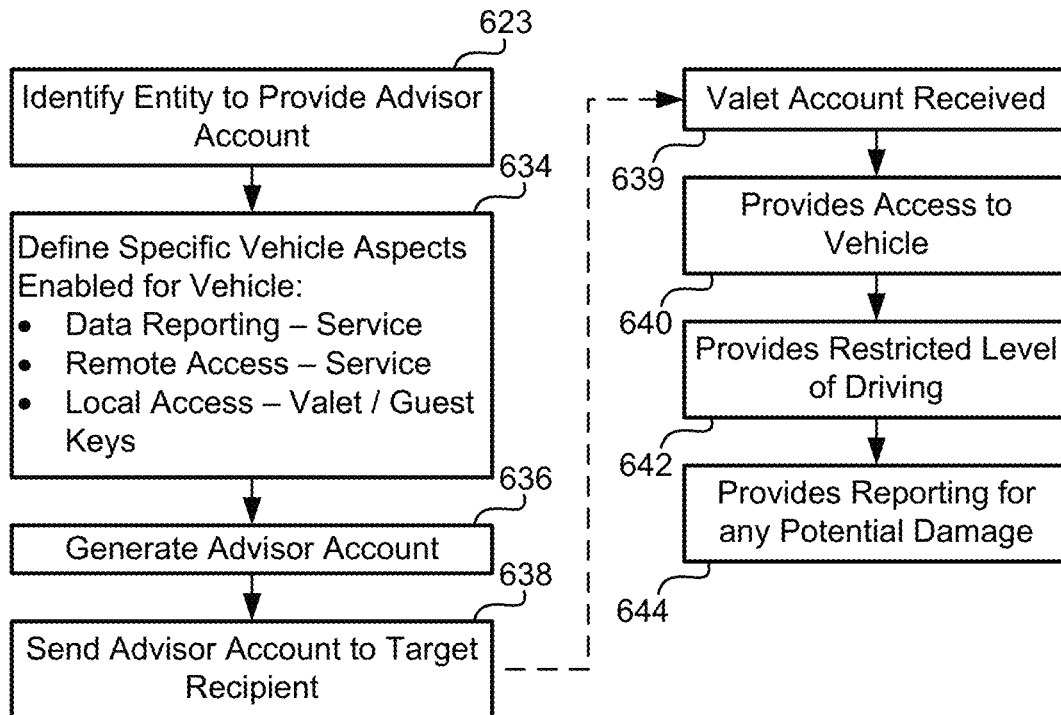 623
Identify Entity to Provide Advisor
Account
634
Define Specific Vehicle Aspects
Enabled for Vehicle:
• Data Reporting – Service
• Remote Access – Service
• Local Access – Valet / Guest
Keys
636
Generate Advisor Account
638
Send Advisor Account to Target
Recipient
Valet Account Received
639
Provides Access to
Vehicle
640
Provides Restricted Level
of Driving
642
Provides Reporting for
any Potential Damage
644